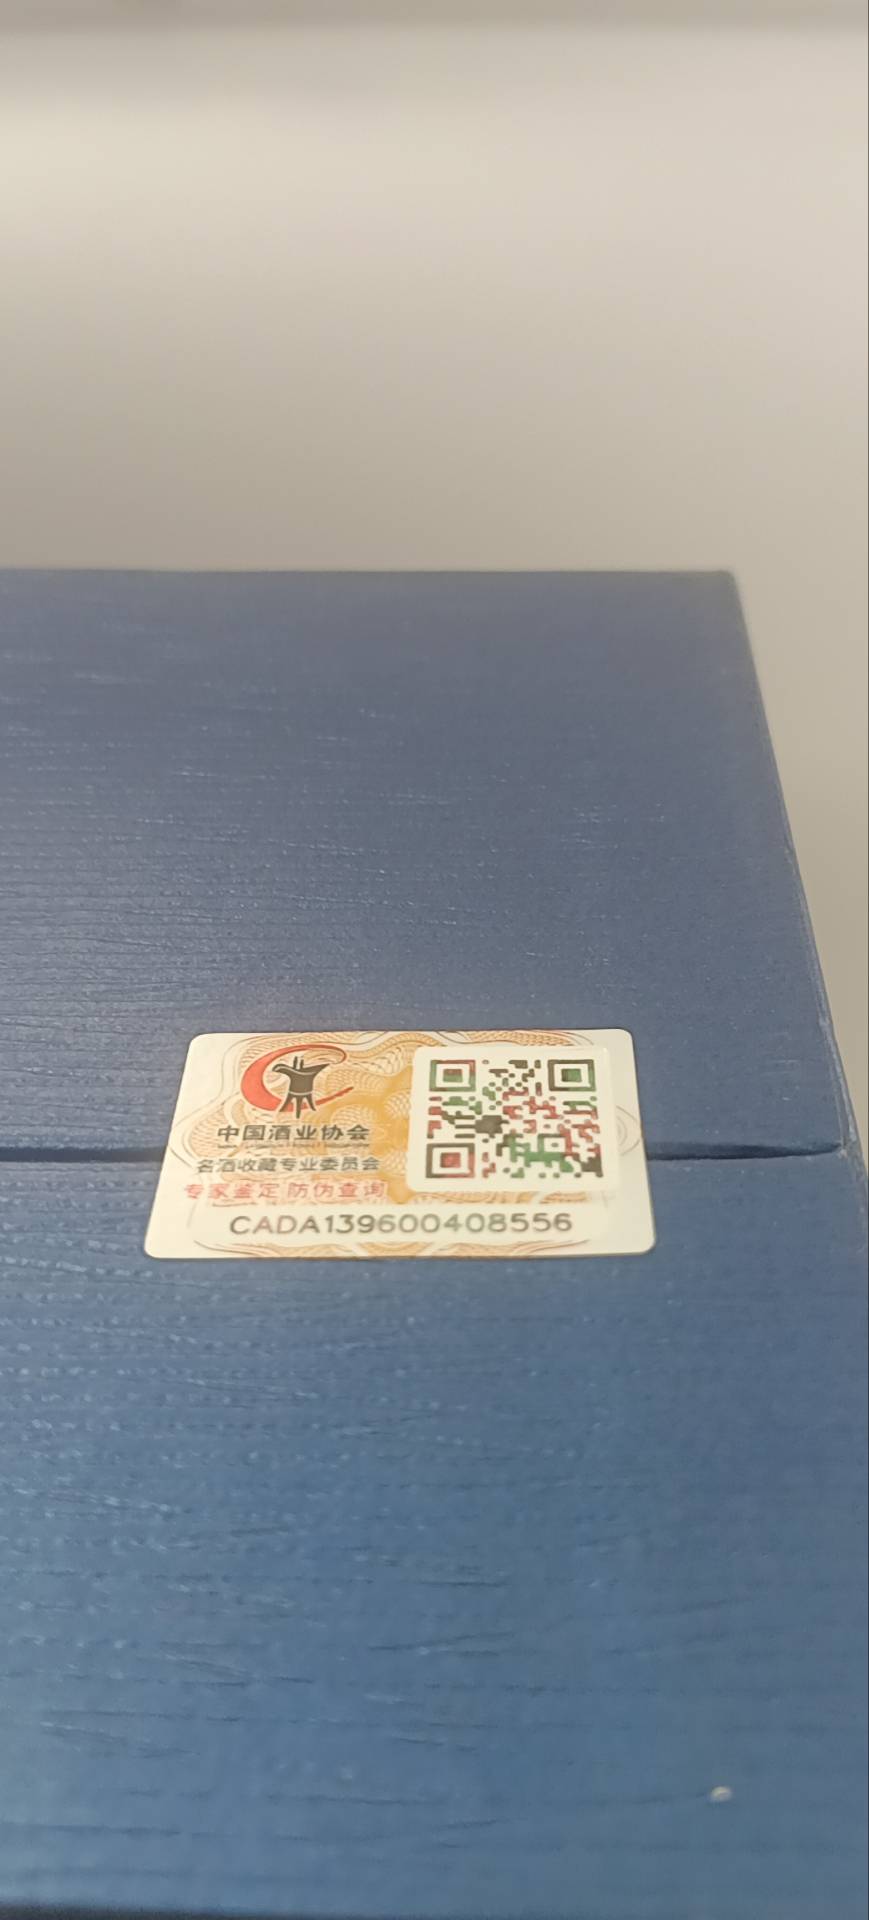 中国酒业协会
名酒收藏专业委员会
专家鉴定 防伪查询
CADA139600408556